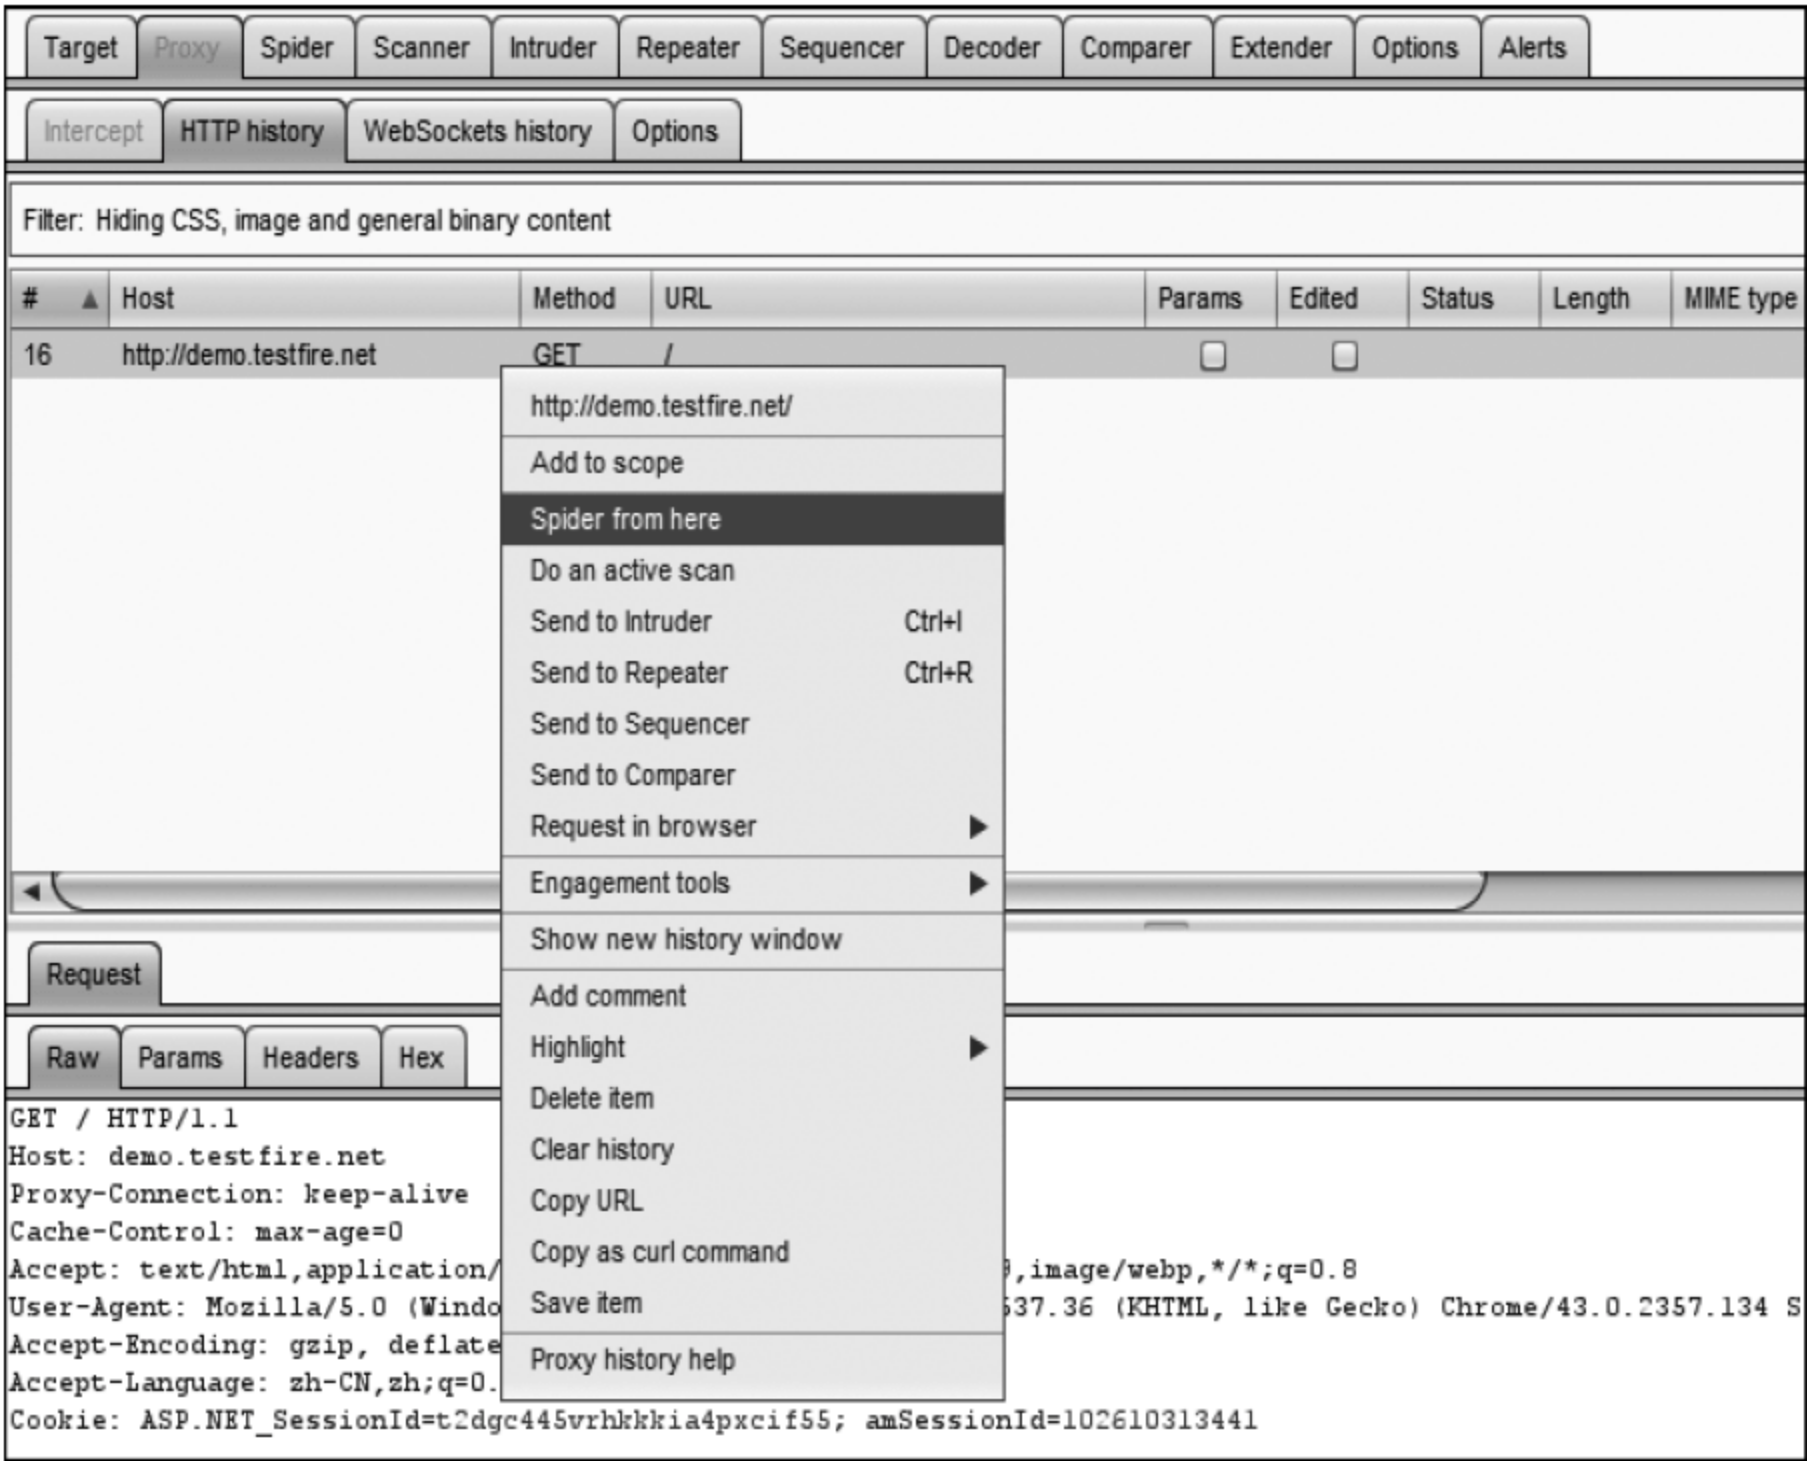 Target Proxy Spider Scanner Intruder Repeater Sequencer Decoder Comparer Extender Options Alerts
Intercept HTTP history WebSockets history Options
Filter: Hiding CSS, image and general binary content
# Host Method URL Params Edited Status Length MIME type
16 http://demo.testfire.net GET /
http://demo.testfire.net/
Add to scope
Spider from here
Do an active scan
Send to Intruder Ctrl+I
Send to Repeater Ctrl+R
Send to Sequencer
Send to Comparer
Request in browser
Engagement tools
Show new history window
Add comment
Highlight
Delete item
Clear history
Copy URL
Copy as curl command
Save item
Proxy history help
Request
Raw Params Headers Hex
GET / HTTP/1.1
Host: demo.testfire.net
Proxy-Connection: keep-alive
Cache-Control: max-age=0
Accept: text/html,application/ ,image/webp,*/*;q=0.8
User-Agent: Mozilla/5.0 (Windo 537.36 (KHTML, like Gecko) Chrome/43.0.2357.134 S
Accept-Encoding: gzip, deflate
Accept-Language: zh-CN,zh;q=0.
Cookie: ASP.NET_SessionId=t2dgc445vrhkkkia4pxcif55; amSessionId=102610313441